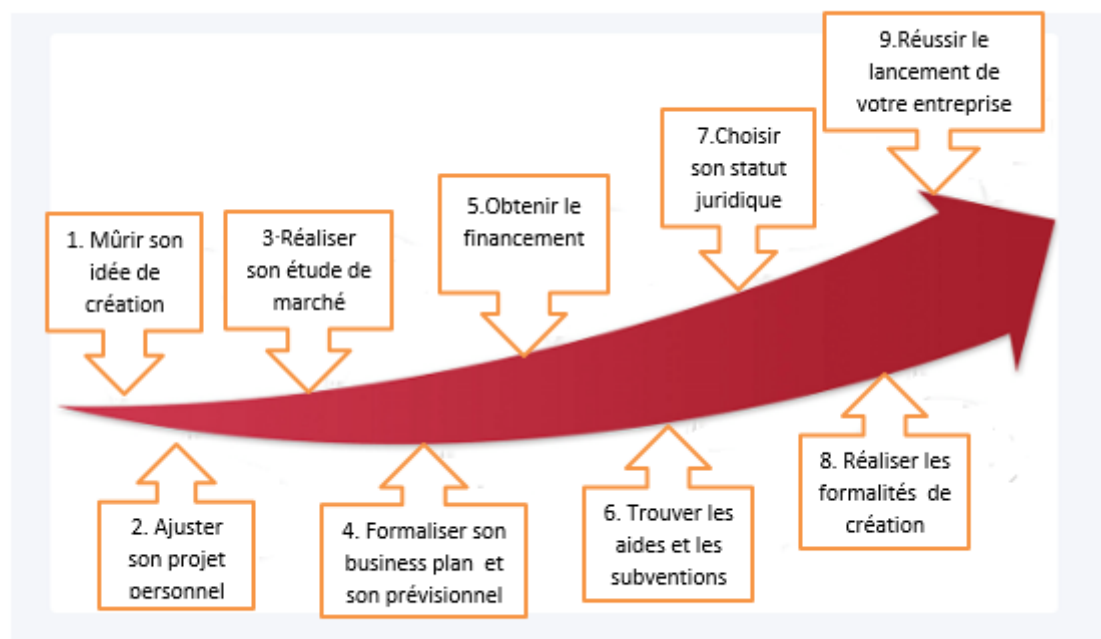 1. Mûrir son
idée de
création
2. Ajuster
son projet
personnel
3-Réaliser
son étude de
marché
4. Formaliser son
business plan et
son prévisionnel
5.Obtenir le
financement
6. Trouver les
aides et les
subventions
7.Choisir
son statut
juridique
8. Réaliser les
formalités de
création
9.Réussir le
lancement de
votre entreprise